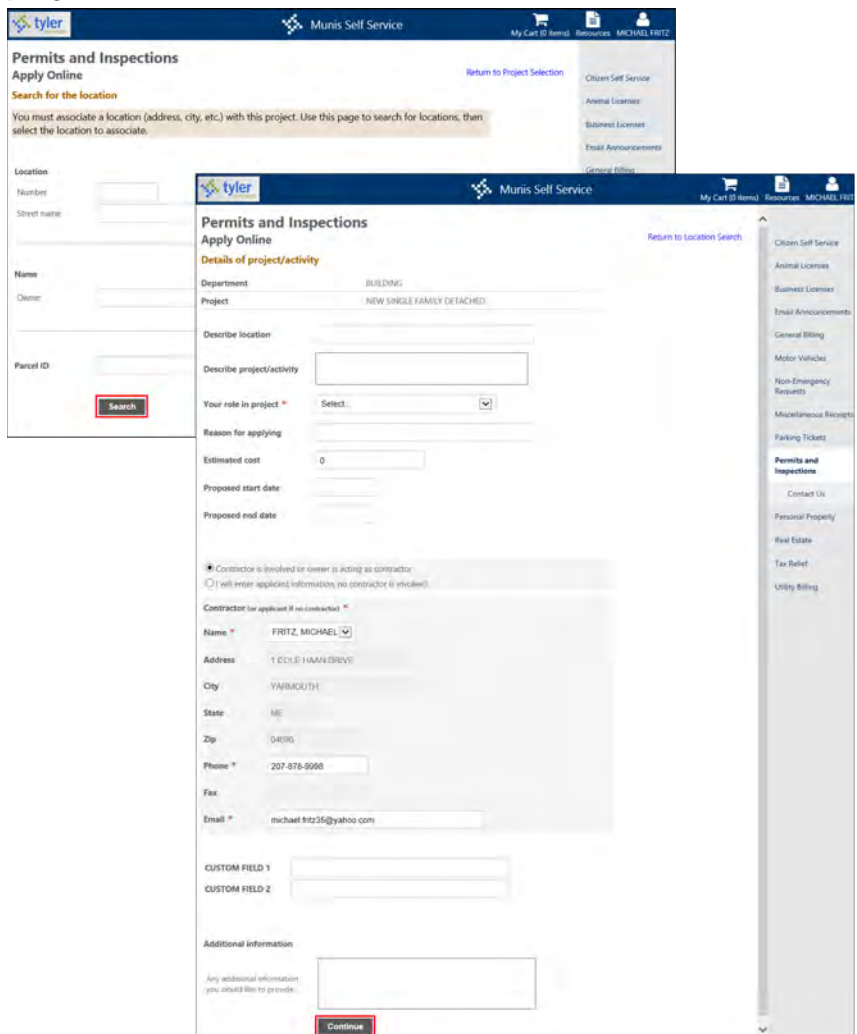 tyler
Munis Self Service
My Cart (0 items) Resources MICHAEL FRITZ
Permits and Inspections
Apply Online
Return to Project Selection
Search for the location
You must associate a location (address, city, etc.) with this project. Use this page to search for locations, then
select the location to associate.
Location
Number
Street name
Name
Owner
Parcel ID
Search
Citizen Self Service
Animal Licenses
Business Licenses
Email Announcements
General Billing
tyler
Munis Self Service
My Cart (0 items) Resources MICHAEL FRIT
Permits and Inspections
Apply Online
Return to Location Search
Details of project/activity
Department BUILDING
Project NEW SINGLE FAMILY DETACHED
Describe location
Describe project/activity
Your role in project * Select...
Reason for applying
Estimated cost 0
Proposed start date
Proposed end date
Contractor is involved or owner is acting as contractor
I will enter applicant information, no contractor is involved
Contractor (or applicant if no contractor) *
Name * FRITZ, MICHAEL
Address 1 COLE HAAN DRIVE
City YARMOUTH
State ME
Zip 04096
Phone * 207-878-9998
Fax
Email * michael.fritz35@yahoo.com
CUSTOM FIELD 1
CUSTOM FIELD 2
Additional information
Any additional information
you would like to provide.
Continue
Citizen Self Service
Animal Licenses
Business Licenses
Email Announcements
General Billing
Motor Vehicles
Non-Emergency
Requests
Miscellaneous Receipts
Parking Tickets
Permits and
Inspections
Contact Us
Personal Property
Real Estate
Tax Relief
Utility Billing